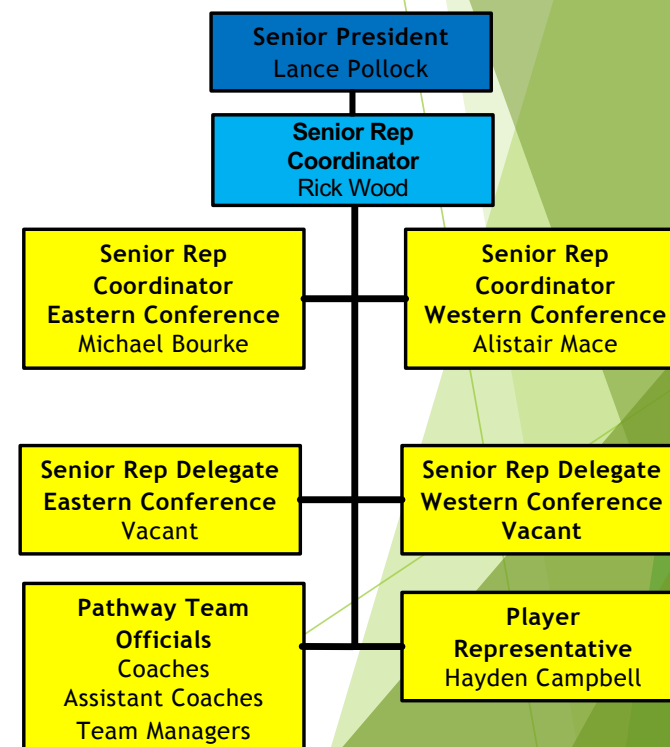 Senior President
Lance Pollock
Senior Rep
Coordinator
Rick Wood
Senior Rep
Coordinator
Eastern Conference
Michael Bourke
Senior Rep
Coordinator
Western Conference
Alistair Mace
Senior Rep Delegate
Eastern Conference
Vacant
Senior Rep Delegate
Western Conference
Vacant
Pathway Team
Officials
Coaches
Assistant Coaches
Team Managers
Player
Representative
Hayden Campbell